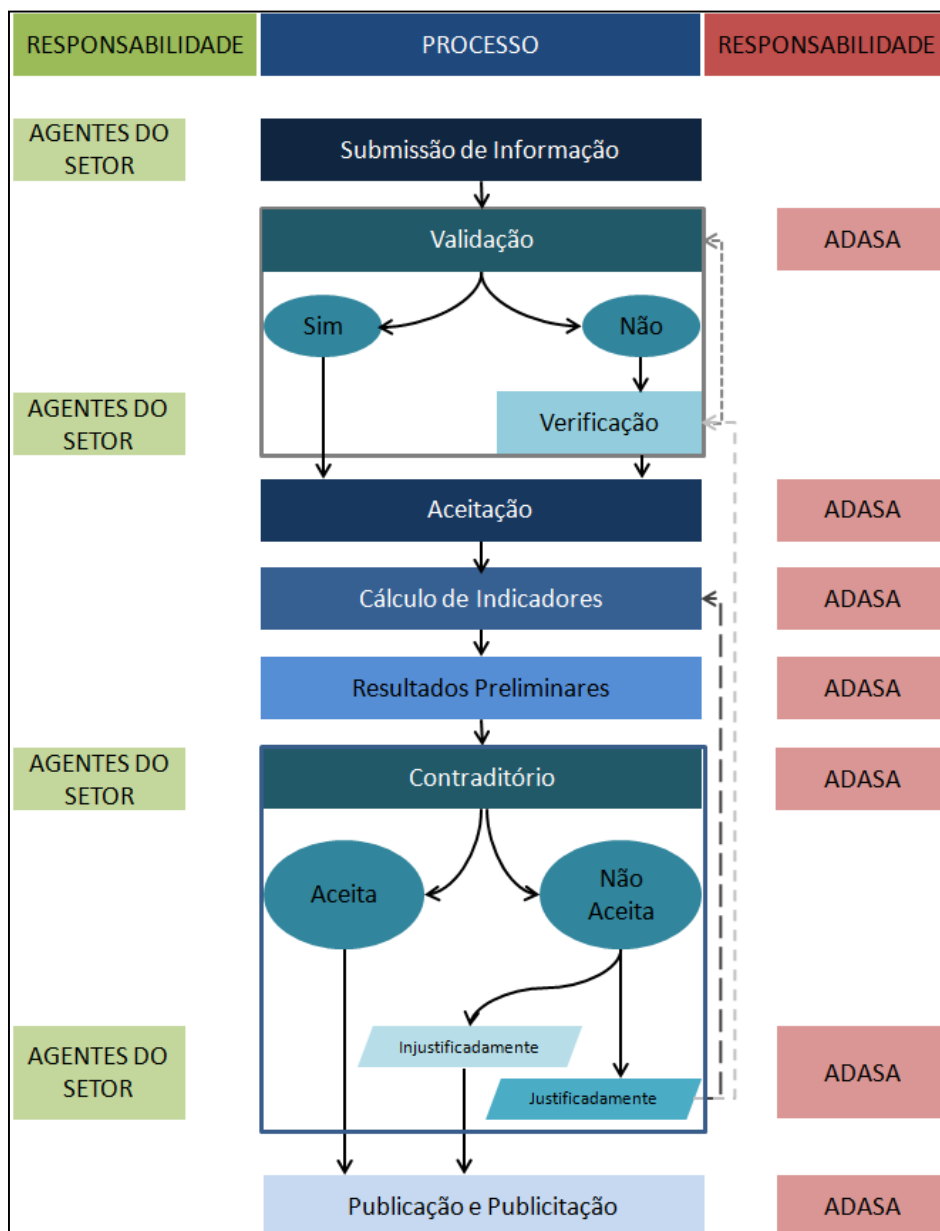 RESPONSABILIDADE
PROCESSO
RESPONSABILIDADE
AGENTES DO
SETOR
Submissão de Informação
Validação
ADASA
Sim
Não
AGENTES DO
SETOR
Verificação
Aceitação
ADASA
Cálculo de Indicadores
ADASA
Resultados Preliminares
ADASA
AGENTES DO
SETOR
Contraditório
ADASA
Aceita
Não
Aceita
Injustificadamente
AGENTES DO
SETOR
Justificadamente
ADASA
Publicação e Publicitação
ADASA